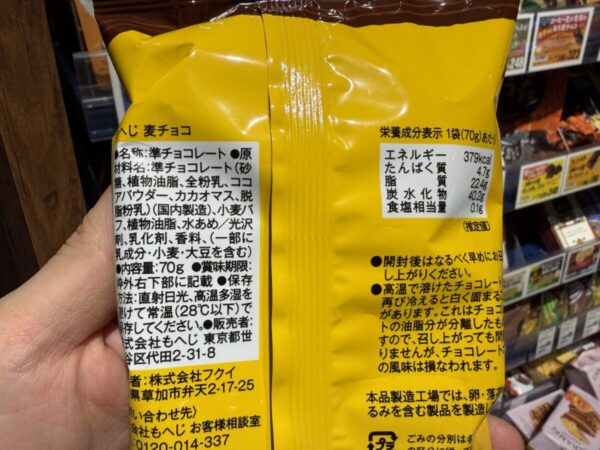 もへじ 麦チョコ
●名称:準チョコレート ●原
材料名:準チョコレート(砂
糖、植物油脂、全粉乳、ココ
アパウダー、カカオマス、脱
脂粉乳)(国内製造)、小麦パ
フ、植物油脂、水あめ/光沢
剤、乳化剤、香料、(一部に
乳成分・小麦・大豆を含む)
●内容量:70g ●賞味期限:
枠外右下部に記載 ●保存
方法:直射日光、高温多湿を
避けて常温(28℃以下)で
保存してください。●販売者:
株式会社もへじ 東京都世
谷区代田2-31-8
者:株式会社フクイ
県草加市弁天2-17-25
い合わせ先)
会社もへじ お客様相談室
0120-014-337
栄養成分表示 1袋(70g)あたり
エネルギー 379kcal
たんぱく質 4.7g
脂質 22.4g
炭水化物 40.2g
食塩相当量 0.1g
(推定値)
●開封後はなるべく早めにお召
し上がりください。
●高温で溶けたチョコレー
再び冷えると白く固まる
があります。これはチョコ
トの油脂分が分離したも
すので、召し上がっても問
りませんが、チョコレート
の風味は損なわれます。
本品製造工場では、卵・落
るみを含む製品を製造し
プラ
ごみの分別は各